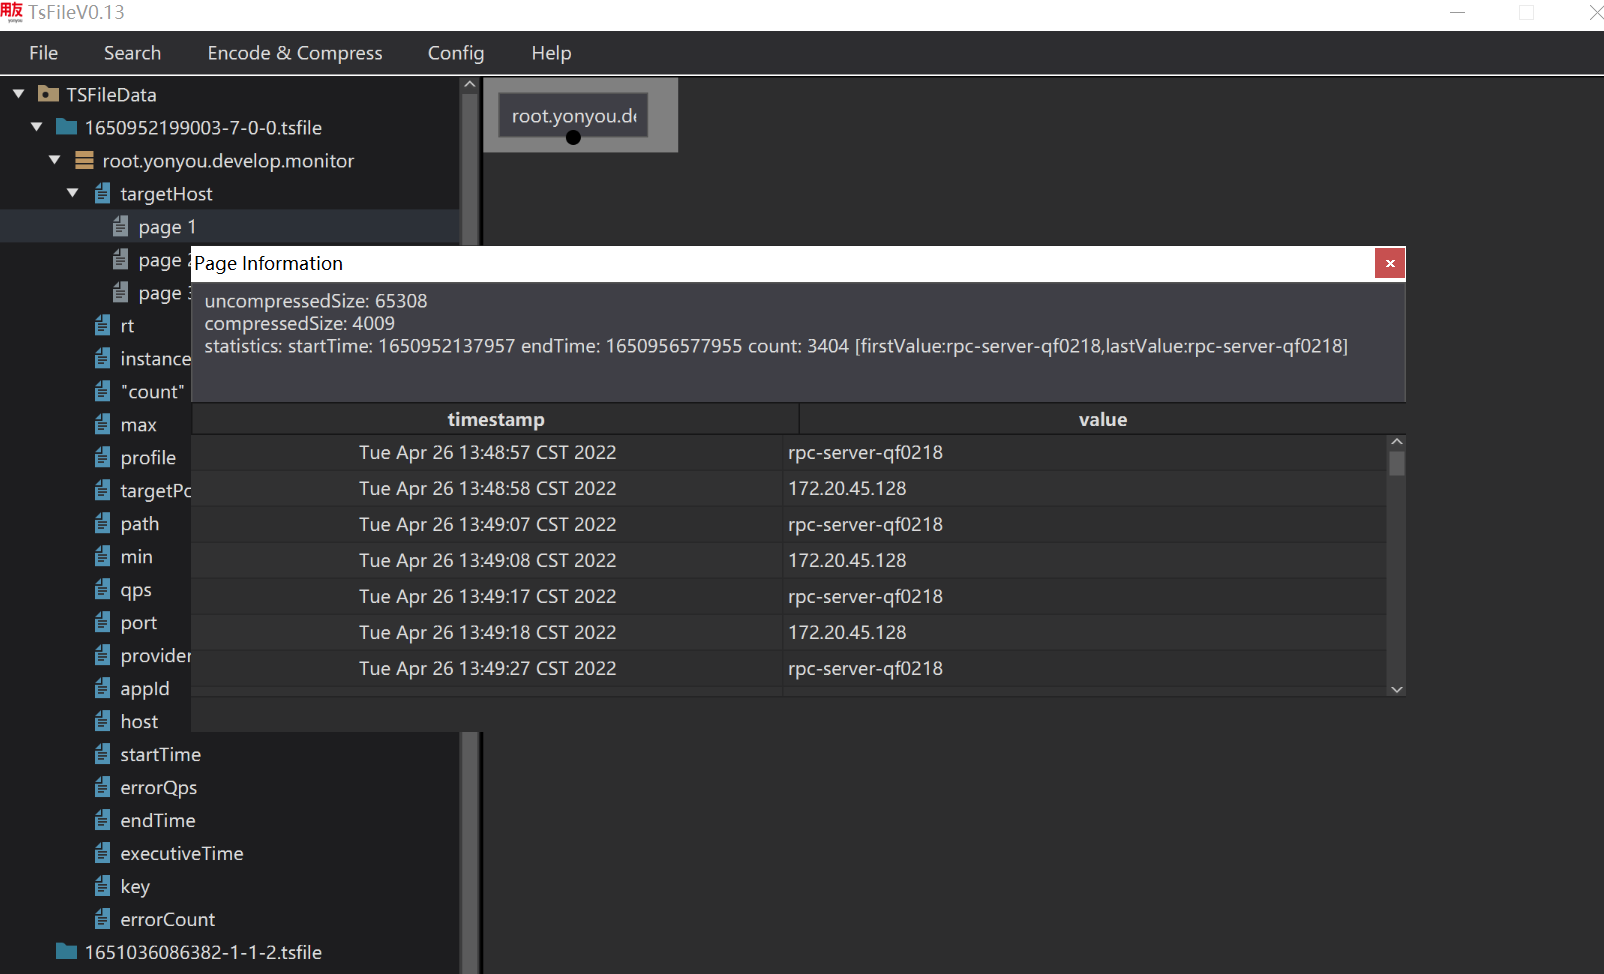 用友
yonyou
TsFileV0.13
File Search Encode & Compress Config Help
TSFileData
1650952199003-7-0-0.tsfile
root.yonyou.develop.monitor
targetHost
page 1
page 2
page 3
rt
instance
"count"
max
profile
targetPo
path
min
qps
port
provider
appId
host
startTime
errorQps
endTime
executiveTime
key
errorCount
1651036086382-1-1-2.tsfile
root.yonyou.de
Page Information
uncompressedSize: 65308
compressedSize: 4009
statistics: startTime: 1650952137957 endTime: 1650956577955 count: 3404 [firstValue:rpc-server-qf0218,lastValue:rpc-server-qf0218]
timestamp value
Tue Apr 26 13:48:57 CST 2022 rpc-server-qf0218
Tue Apr 26 13:48:58 CST 2022 172.20.45.128
Tue Apr 26 13:49:07 CST 2022 rpc-server-qf0218
Tue Apr 26 13:49:08 CST 2022 172.20.45.128
Tue Apr 26 13:49:17 CST 2022 rpc-server-qf0218
Tue Apr 26 13:49:18 CST 2022 172.20.45.128
Tue Apr 26 13:49:27 CST 2022 rpc-server-qf0218